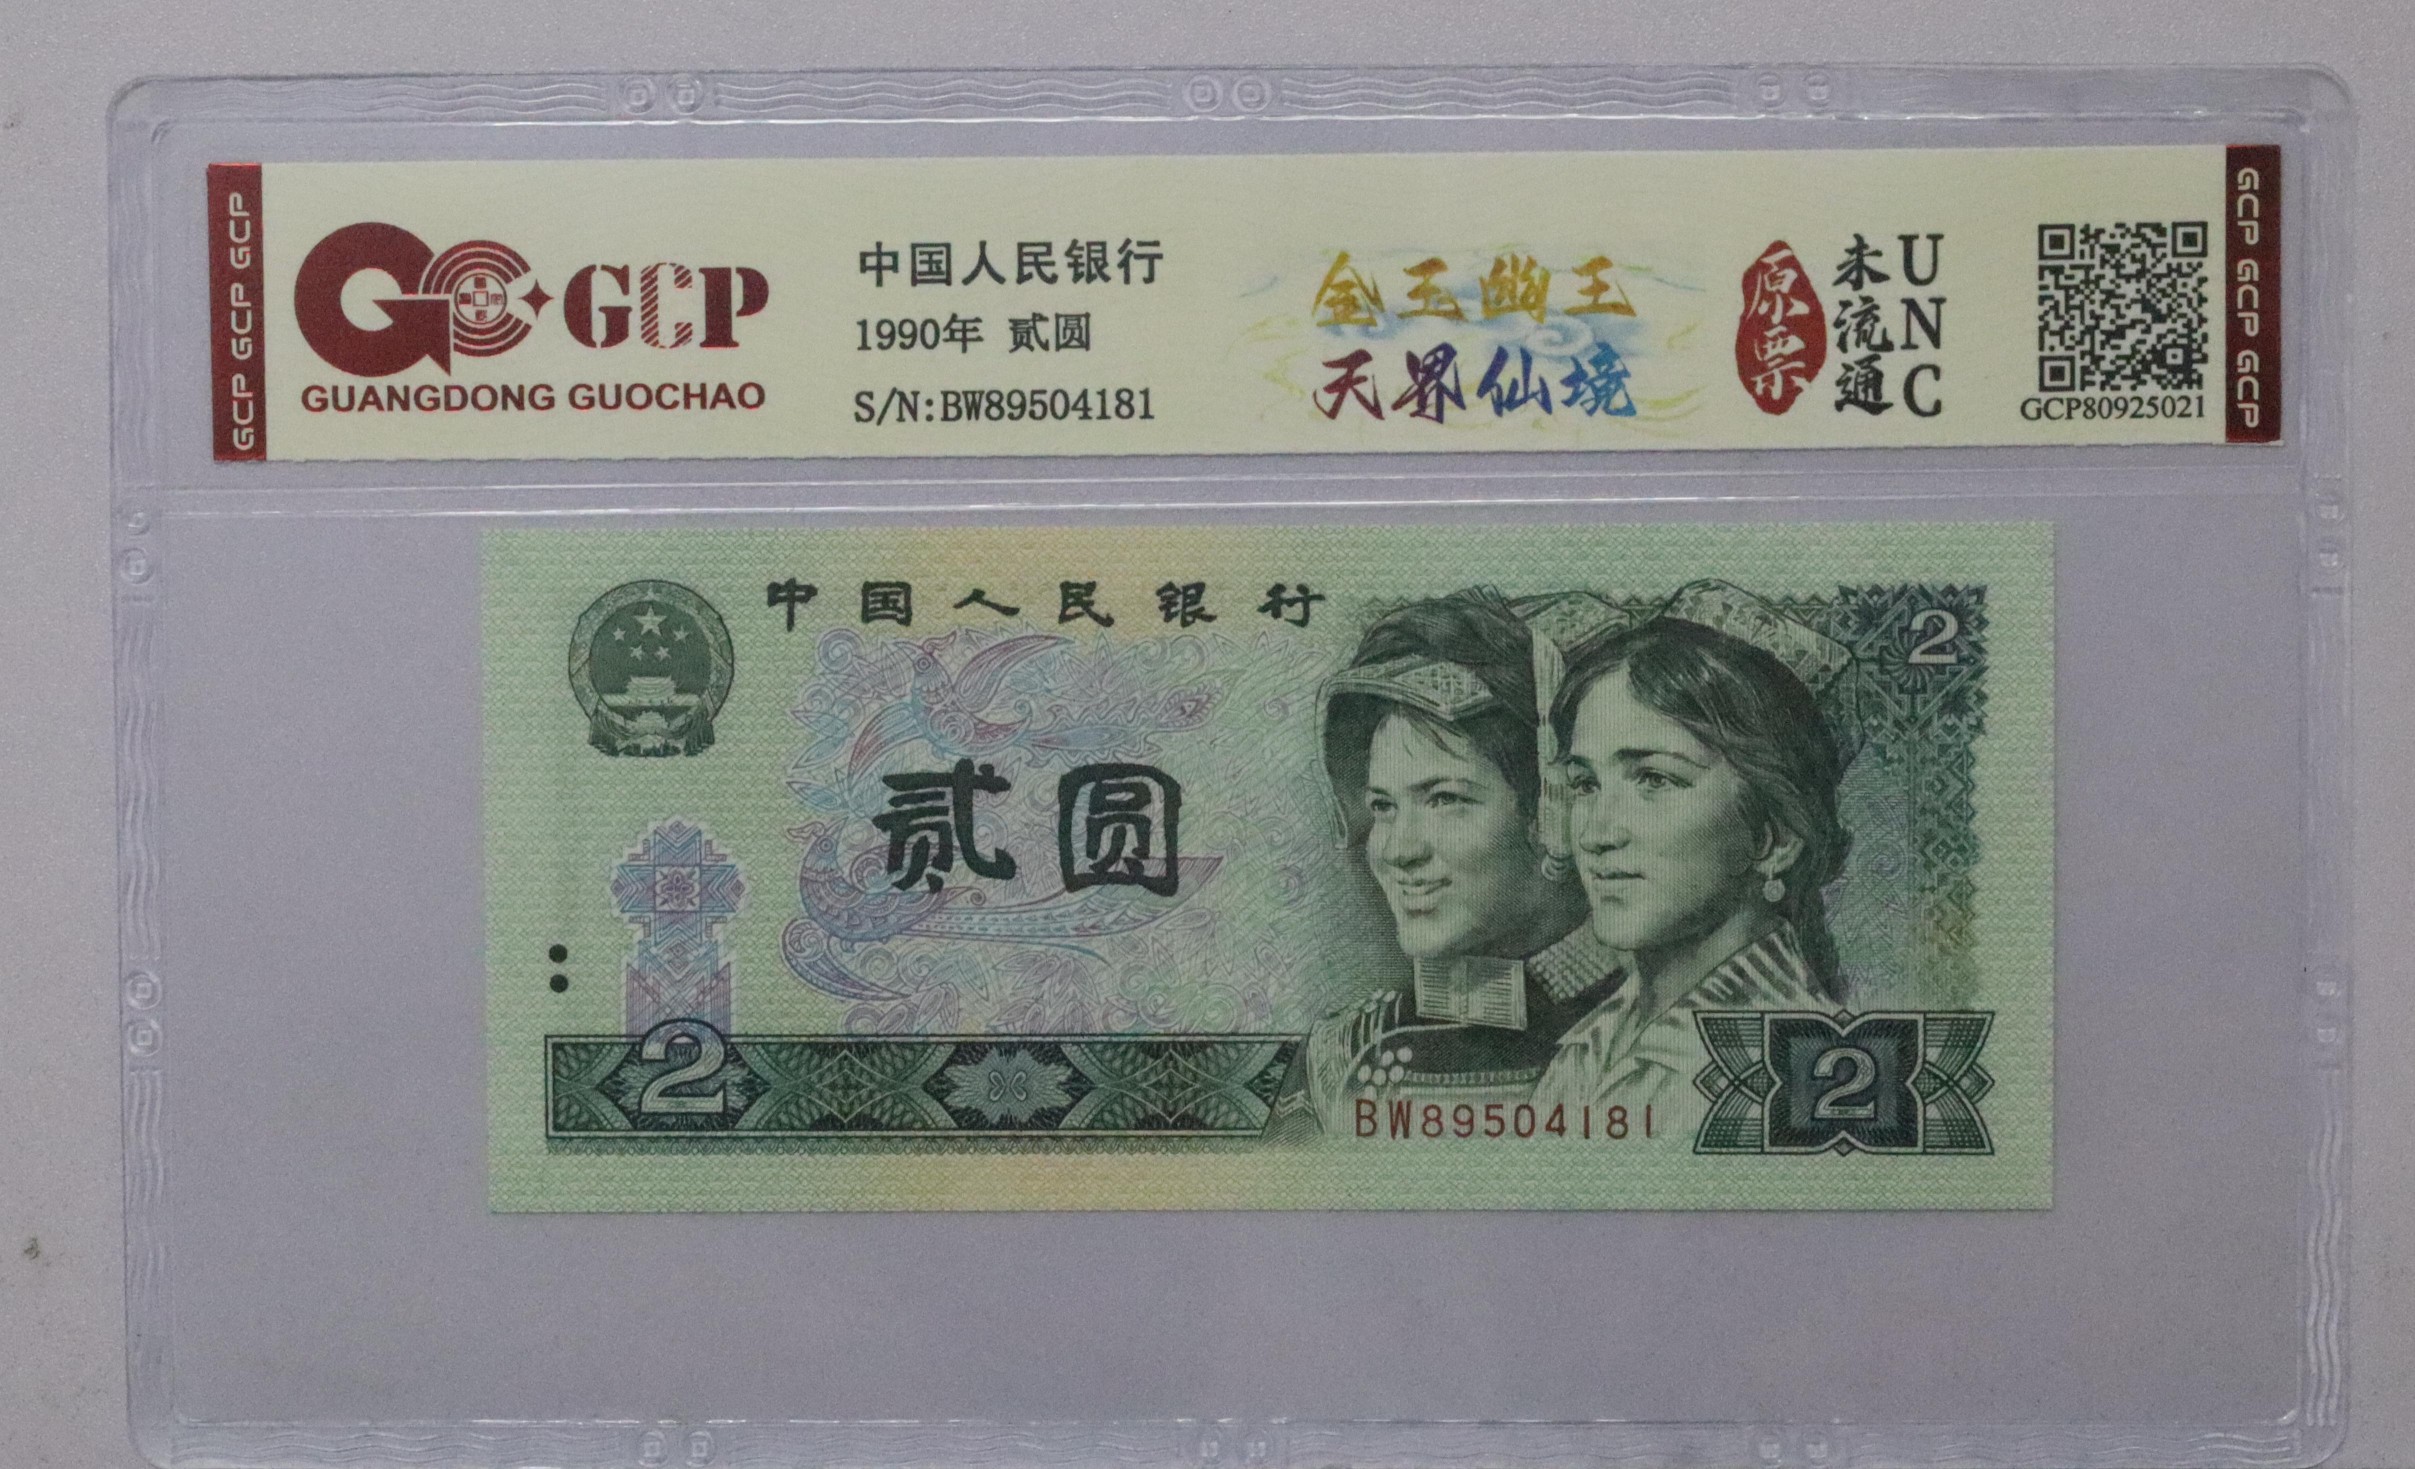 GCP GCP GCP
GCP
GUANGDONG GUOCHAO
中国人民银行
1990年 贰圆
S/N:BW89504181
金玉幽王
天界仙境
原票
未流通
UNC
GCP80925021
GCP GCP GCP
中国人民银行
2
贰圆
2
BW89504181
2